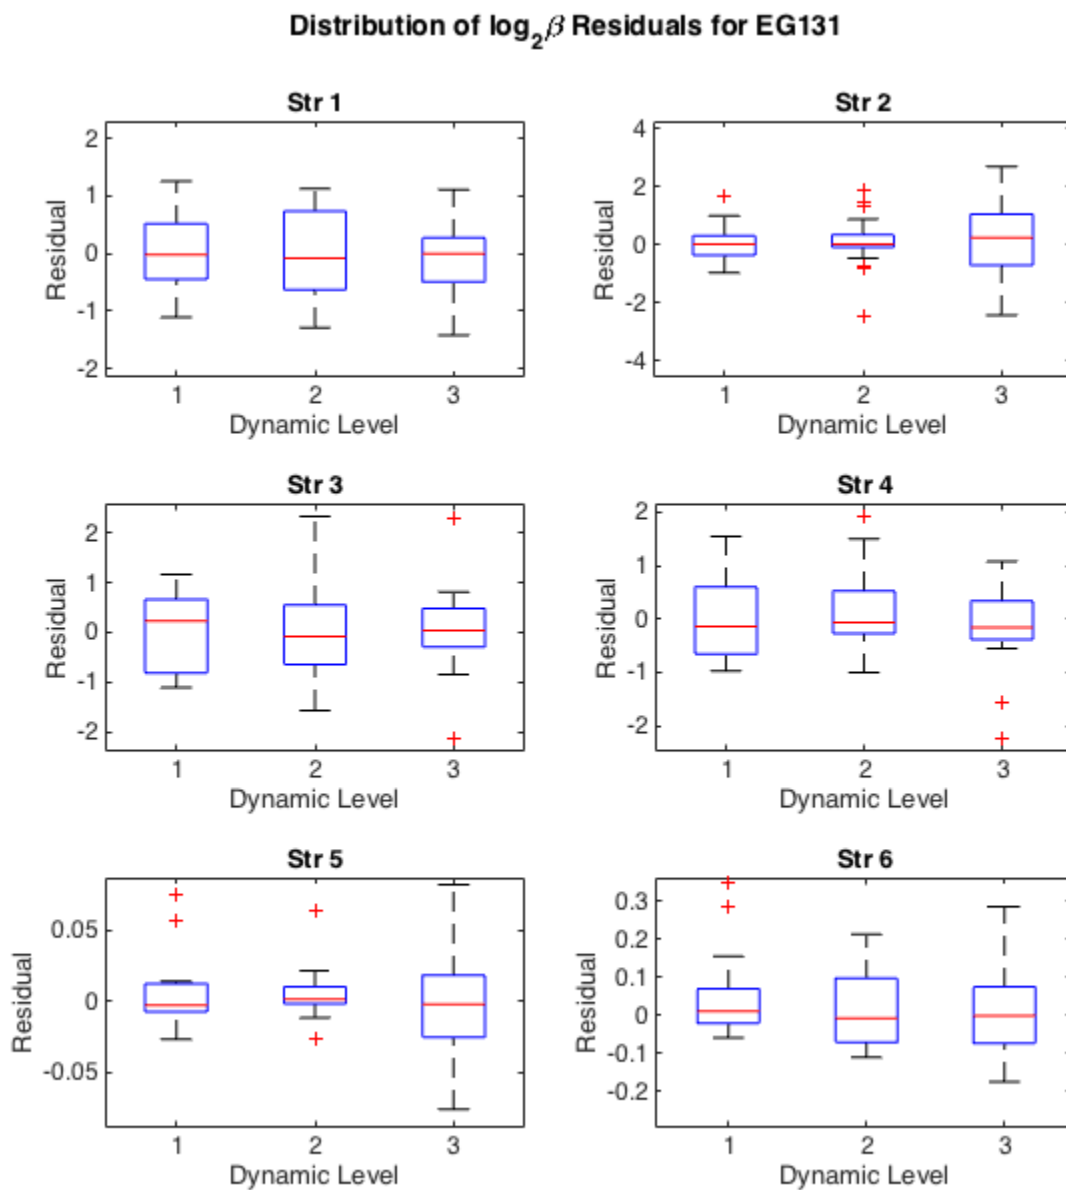 Distribution of log₂β Residuals for EG131
Str 1
2
1
0
-1
-2
Residual
1 2 3
Dynamic Level
Str 2
4
2
0
-2
-4
Residual
1 2 3
Dynamic Level
Str 3
2
1
0
-1
-2
Residual
1 2 3
Dynamic Level
Str 4
2
1
0
-1
-2
Residual
1 2 3
Dynamic Level
Str 5
0.05
0
-0.05
Residual
1 2 3
Dynamic Level
Str 6
0.3
0.2
0.1
0
-0.1
-0.2
Residual
1 2 3
Dynamic Level